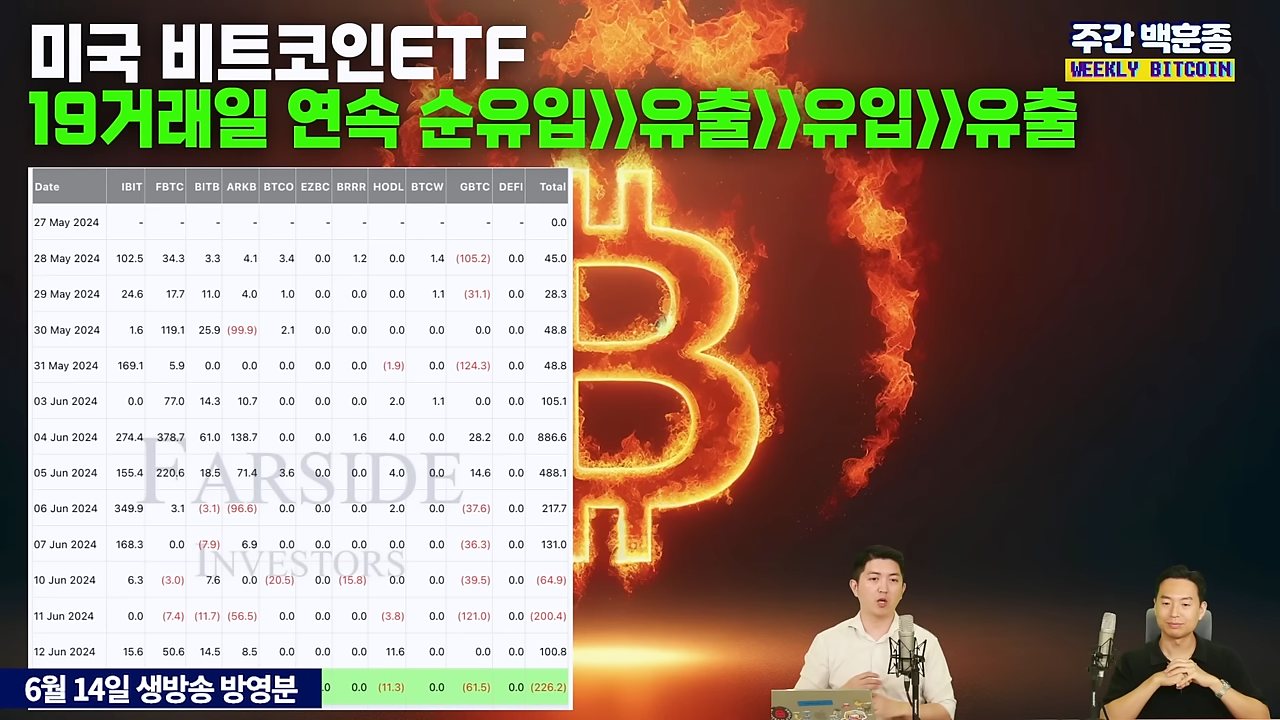 미국 비트코인ETF
19거래일 연속 순유입⟫유출⟫유입⟫유출
주간 백훈종
WEEKLY BITCOIN
Date IBIT FBTC BITB ARKB BTCO EZBC BRRR HODL BTCW GBTC DEFI Total
27 May 2024 - - - - - - - - - - - 0.0
28 May 2024 102.5 34.3 3.3 4.1 3.4 0.0 1.2 0.0 1.4 (105.2) 0.0 45.0
29 May 2024 24.6 17.7 11.0 4.0 1.0 0.0 0.0 0.0 1.1 (31.1) 0.0 28.3
30 May 2024 1.6 119.1 25.9 (99.9) 2.1 0.0 0.0 0.0 0.0 0.0 0.0 48.8
31 May 2024 169.1 5.9 0.0 0.0 0.0 0.0 0.0 (1.9) 0.0 (124.3) 0.0 48.8
03 Jun 2024 0.0 77.0 14.3 10.7 0.0 0.0 0.0 2.0 1.1 0.0 0.0 105.1
04 Jun 2024 274.4 378.7 61.0 138.7 0.0 0.0 1.6 4.0 0.0 28.2 0.0 886.6
05 Jun 2024 155.4 220.6 18.5 71.4 3.6 0.0 0.0 4.0 0.0 14.6 0.0 488.1
06 Jun 2024 349.9 3.1 (3.1) (96.6) 0.0 0.0 0.0 2.0 0.0 (37.6) 0.0 217.7
07 Jun 2024 168.3 0.0 (7.9) 6.9 0.0 0.0 0.0 0.0 0.0 (36.3) 0.0 131.0
10 Jun 2024 6.3 (3.0) 7.6 0.0 (20.5) 0.0 (15.8) 0.0 0.0 (39.5) 0.0 (64.9)
11 Jun 2024 0.0 (7.4) (11.7) (56.5) 0.0 0.0 0.0 (3.8) 0.0 (121.0) 0.0 (200.4)
12 Jun 2024 15.6 50.6 14.5 8.5 0.0 0.0 0.0 11.6 0.0 0.0 0.0 100.8
.0 0.0 (11.3) 0.0 (61.5) 0.0 (226.2)
FARSIDE
INVESTORS
6월 14일 생방송 방영분